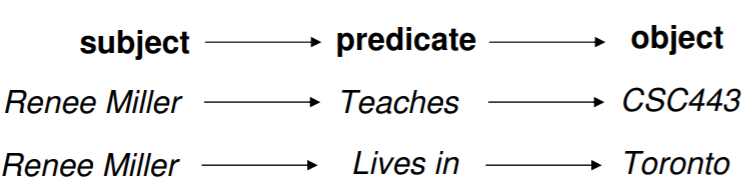 subject predicate object
Renee Miller Teaches CSC443
Renee Miller Lives in Toronto